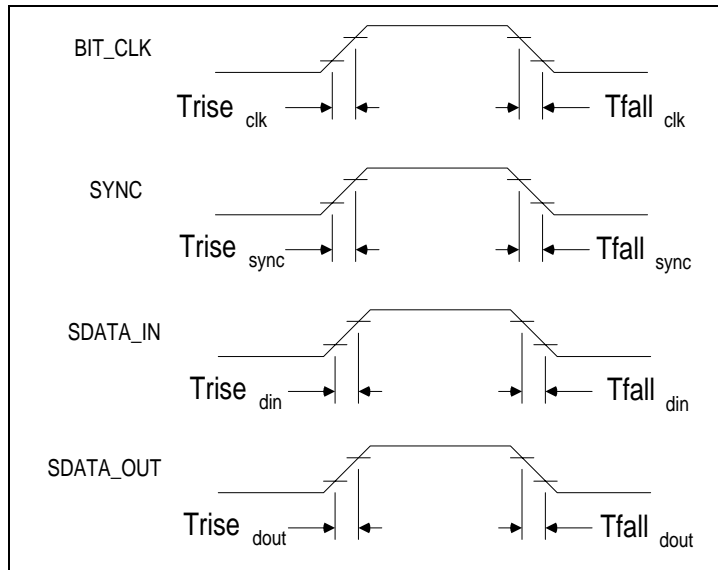 BIT_CLK
Trise clk Tfall clk
SYNC
Trise sync Tfall sync
SDATA_IN
Trise din Tfall din
SDATA_OUT
Trise dout Tfall dout